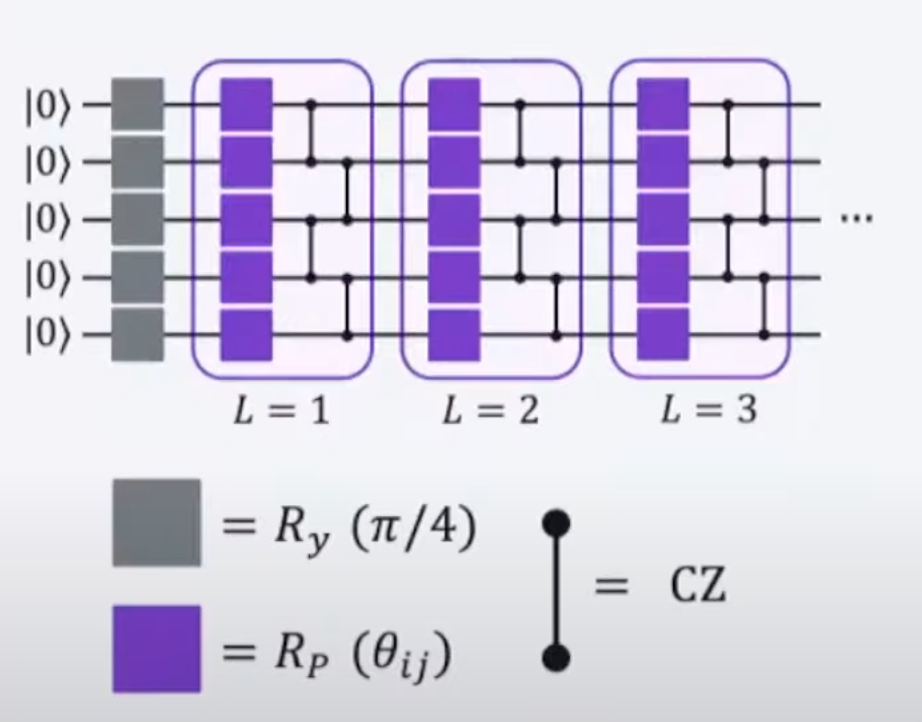 |0⟩
|0⟩
|0⟩
|0⟩
|0⟩
...
L = 1 L = 2 L = 3
= R_y (π/4)
= CZ
= R_P (θ_ij)